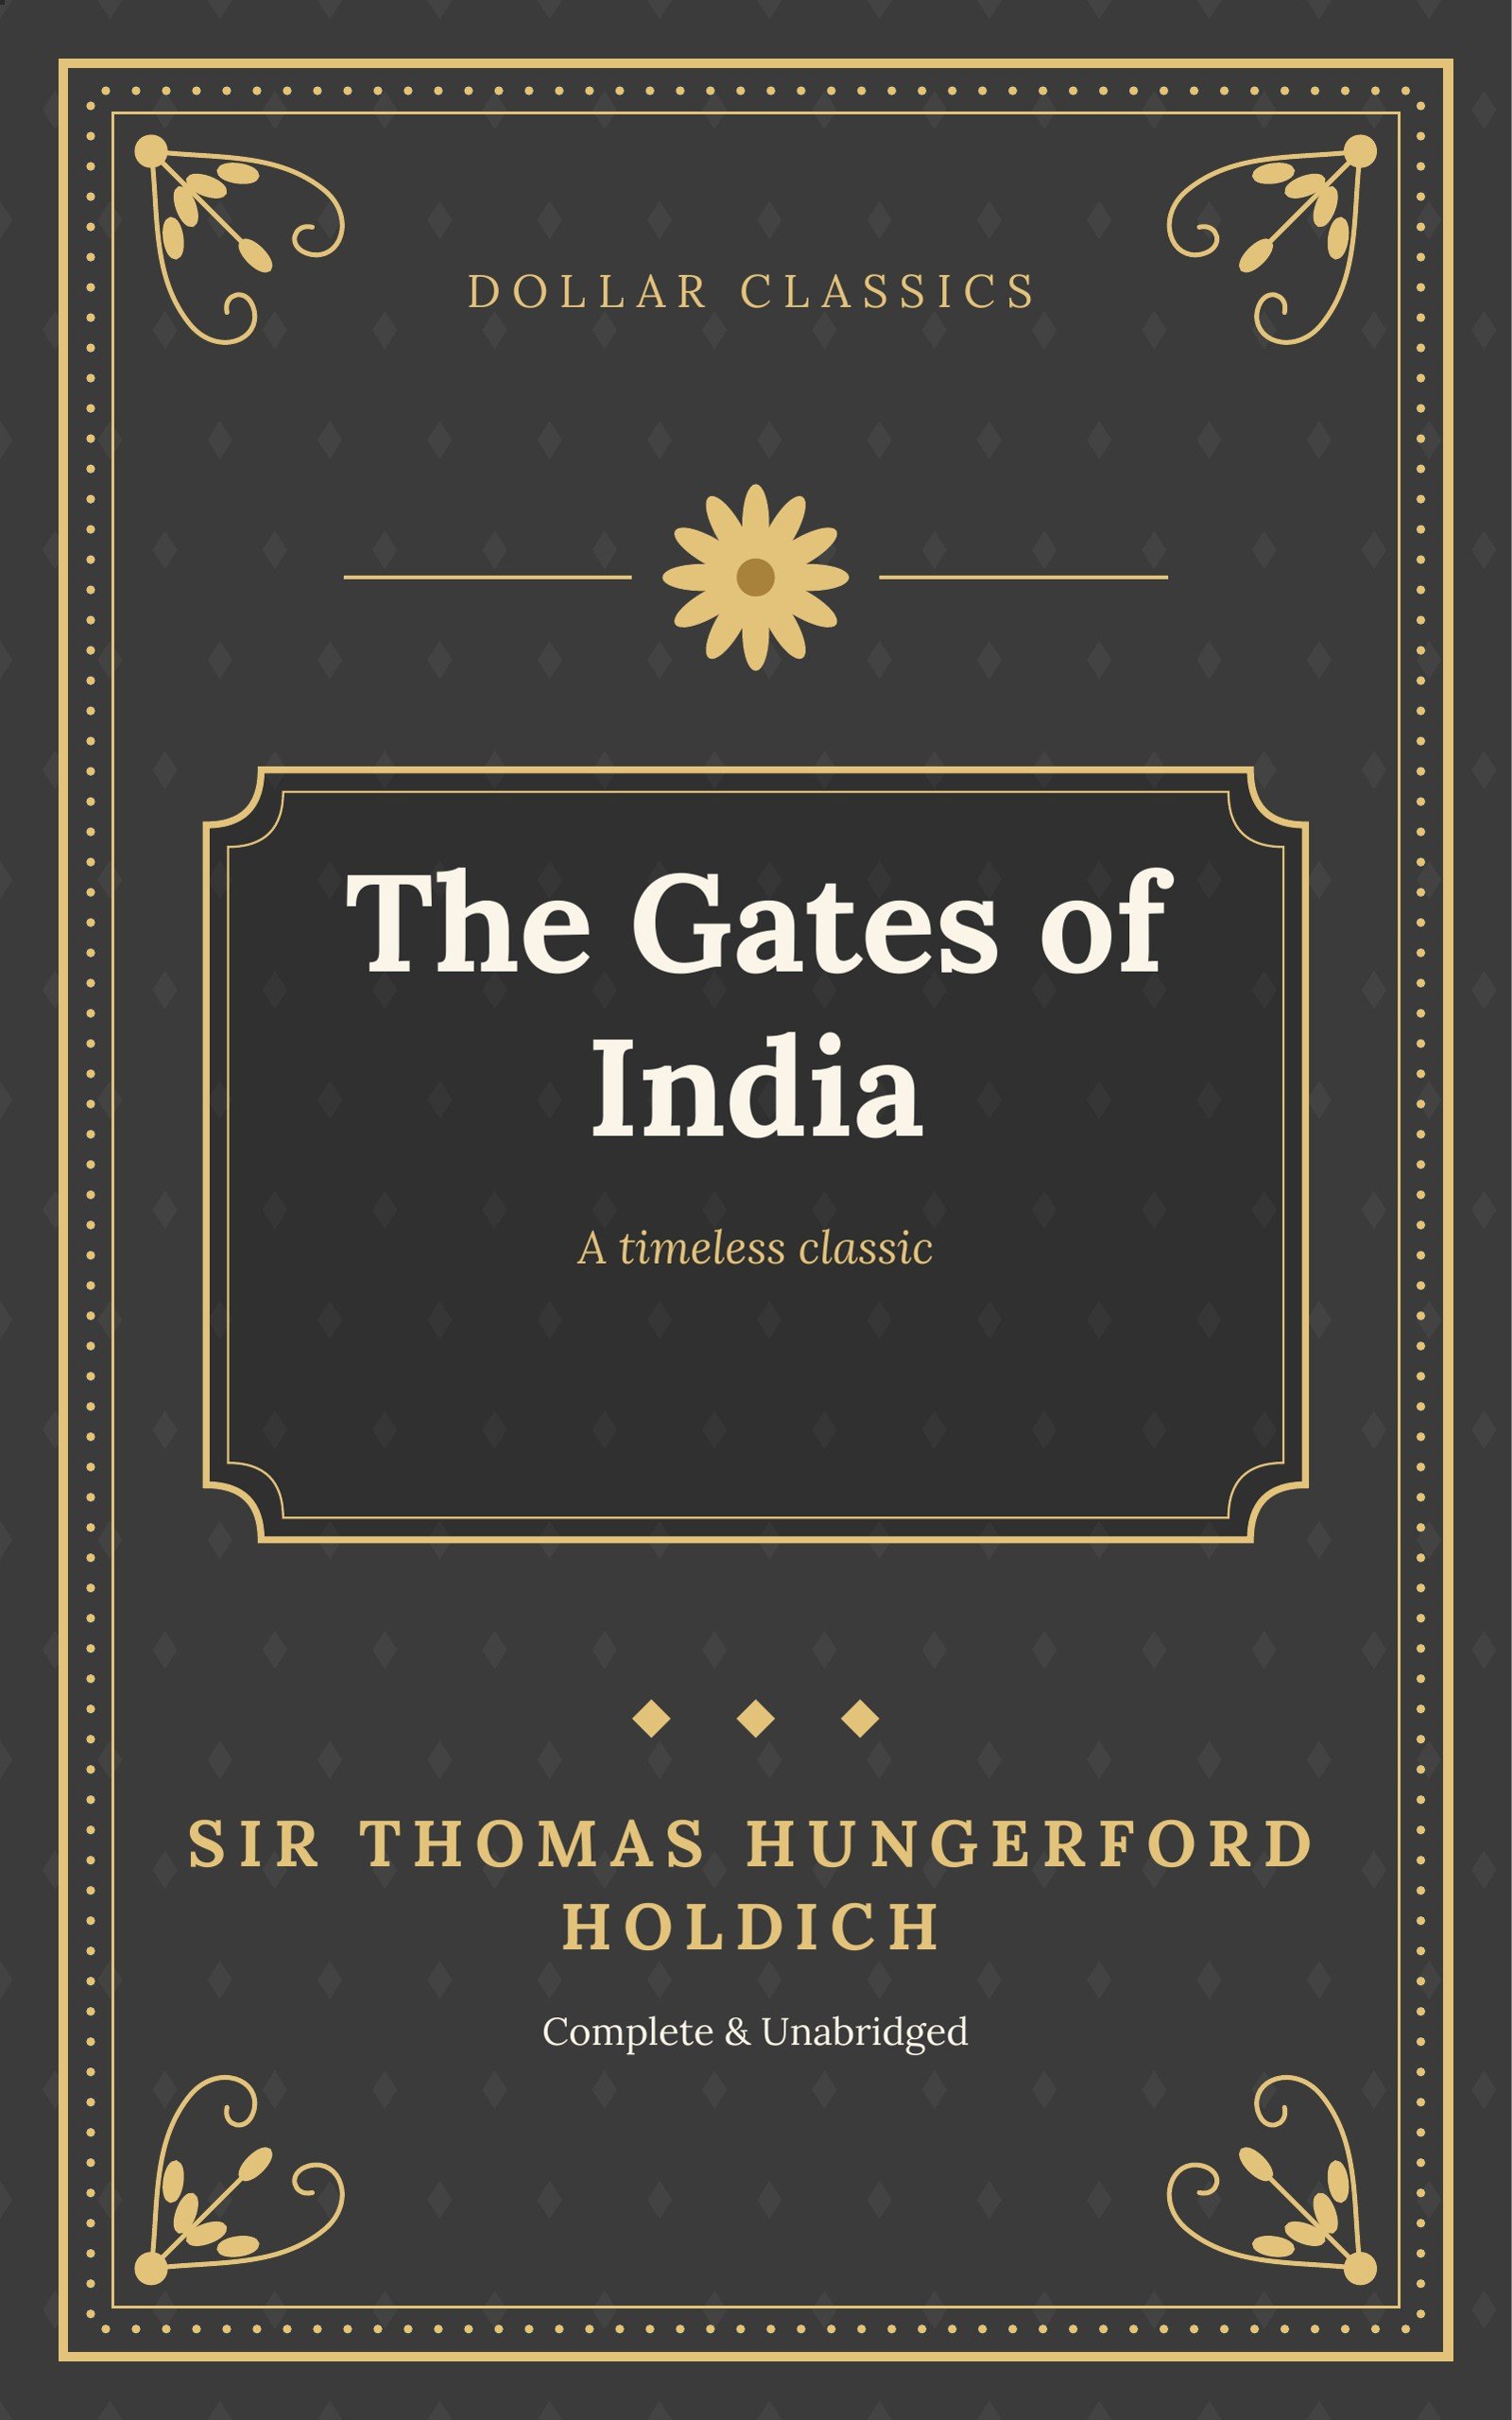 DOLLAR CLASSICS
The Gates of
India
A timeless classic
SIR THOMAS HUNGERFORD
HOLDICH
Complete & Unabridged